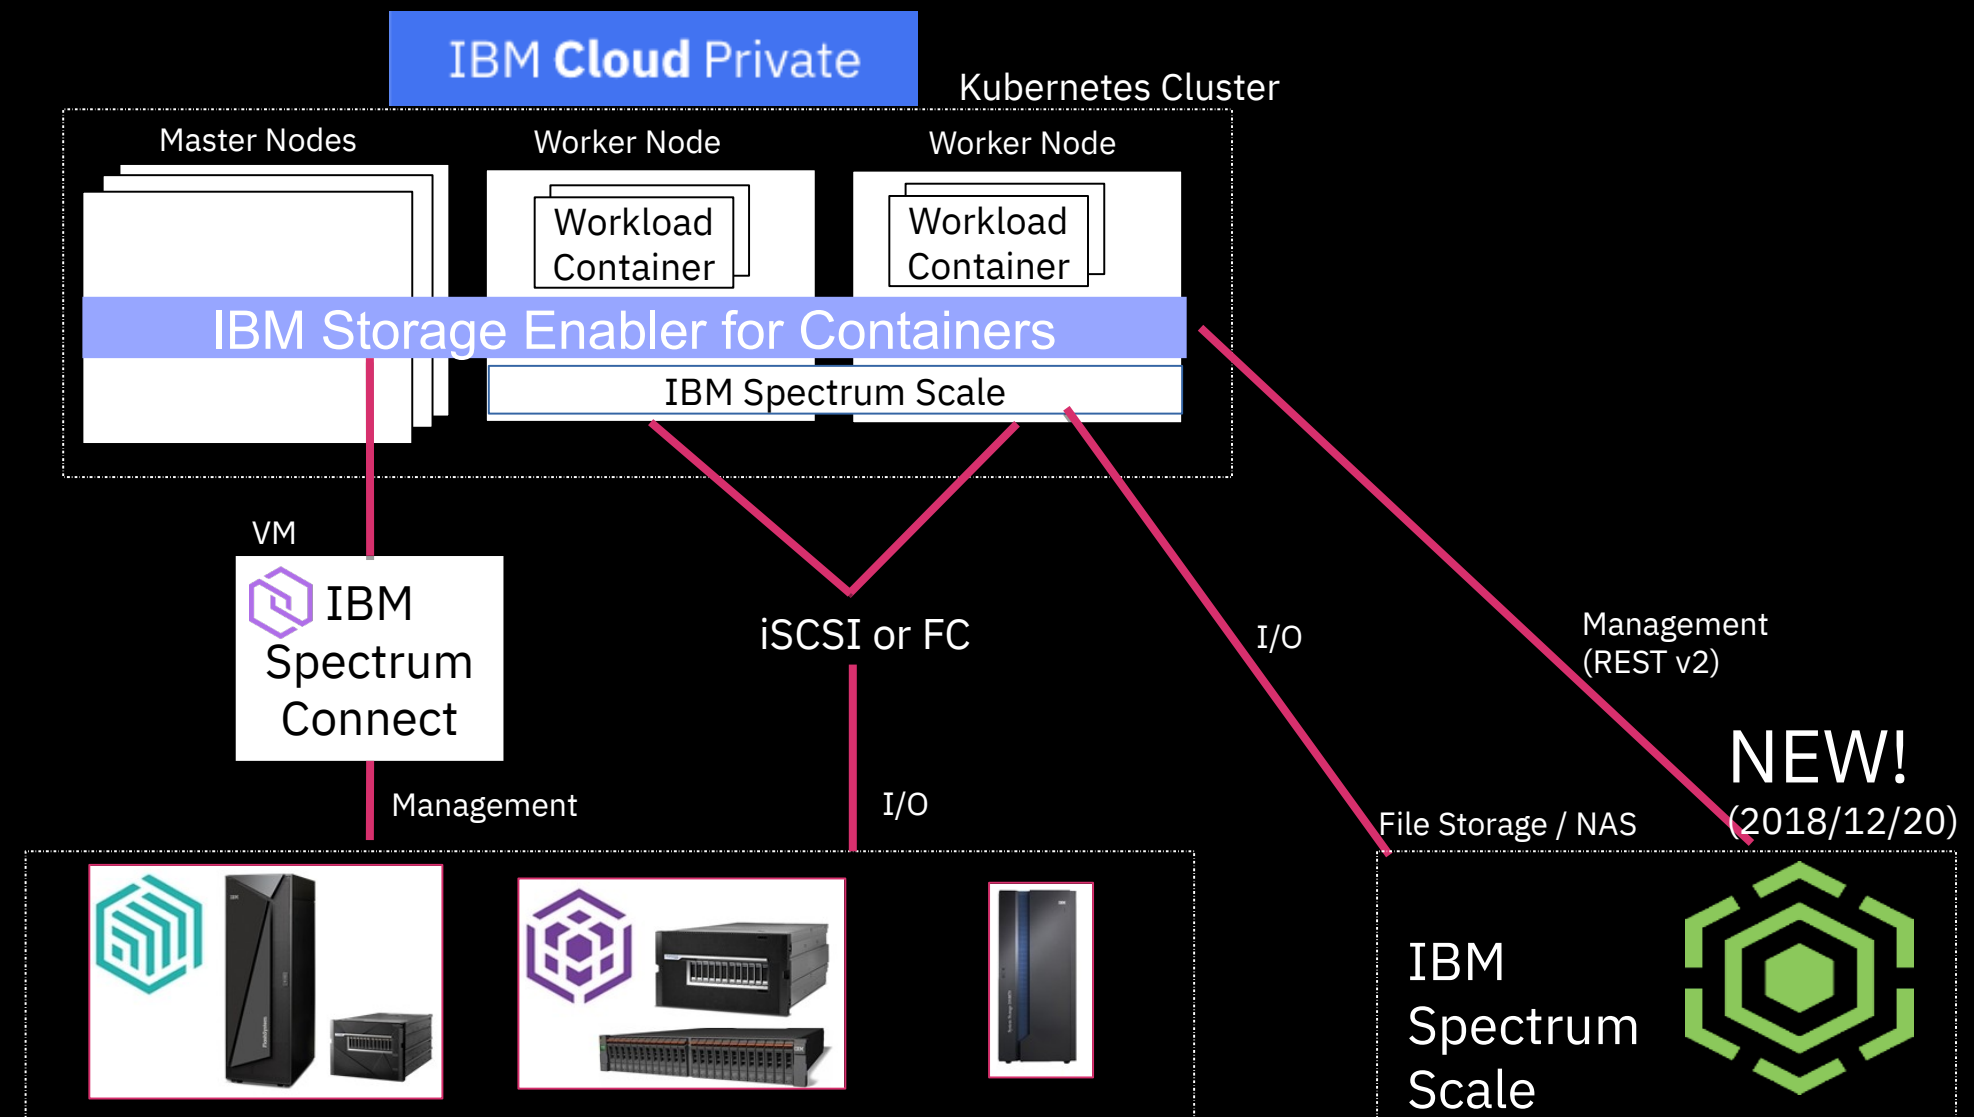 IBM Cloud Private
Kubernetes Cluster
Master Nodes
Worker Node
Worker Node
Workload
Container
Workload
Container
IBM Storage Enabler for Containers
IBM Spectrum Scale
VM
IBM
Spectrum
Connect
iSCSI or FC
I/O
Management
(REST v2)
Management
I/O
NEW!
(2018/12/20)
File Storage / NAS
IBM
Spectrum
Scale